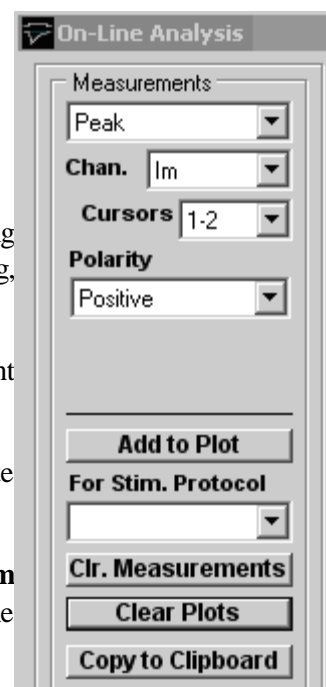 On-Line Analysis
Measurements
Peak
Chan. Im
Cursors 1-2
Polarity
Positive
Add to Plot
For Stim. Protocol
Clr. Measurements
Clear Plots
Copy to Clipboard